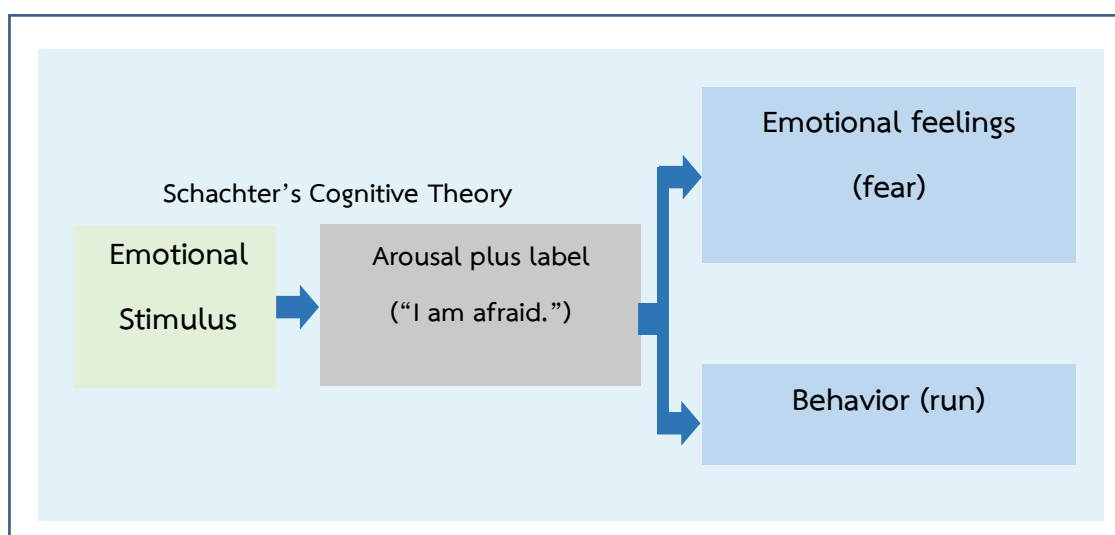 Schachter’s Cognitive Theory
Emotional
Stimulus
Arousal plus label
(“I am afraid.”)
Emotional feelings
(fear)
Behavior (run)